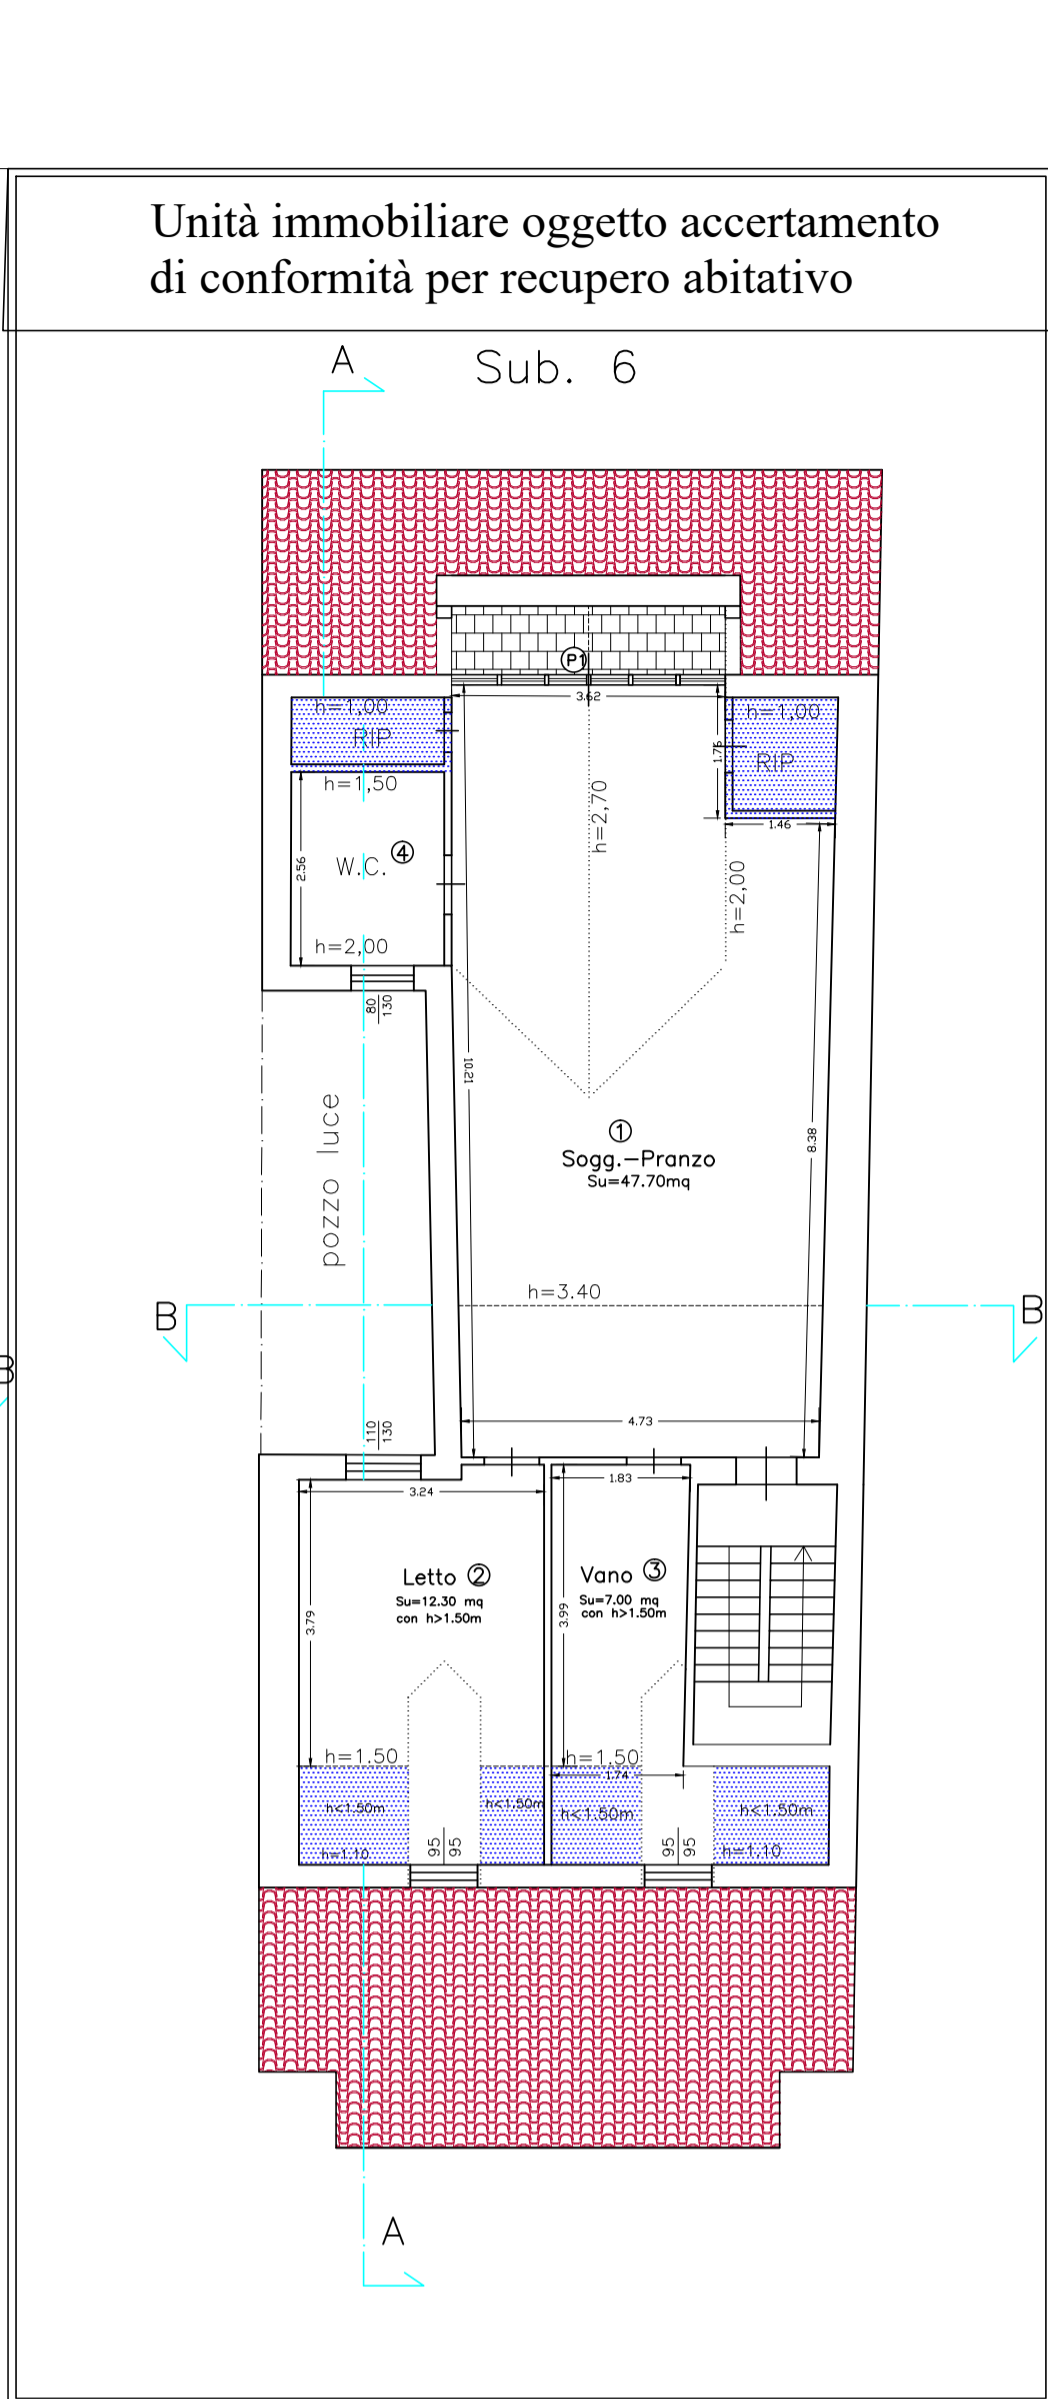 Unità immobiliare oggetto accertamento
di conformità per recupero abitativo
A
Sub. 6
P1
3.62
h=1,00
RIP
h=1,00
RIP
1.75
h=1,50
h=2,70
1.46
2.56
W.C. 4
h=2,00
h=2,00
80
130
10.21
pozzo luce
1
Sogg.-Pranzo
Su=47.70mq
8.38
h=3.40
B
B
B
110
130
4.73
3.24
1.83
Letto 2
Su=12.30 mq
con h>1.50m
Vano 3
Su=7.00 mq
con h>1.50m
3.79
3.99
h=1.50
h=1.50
1.74
h<1.50m
h<1.50m
h<1.50m
h<1.50m
h=1.10
95
95
95
95
h=1,10
A